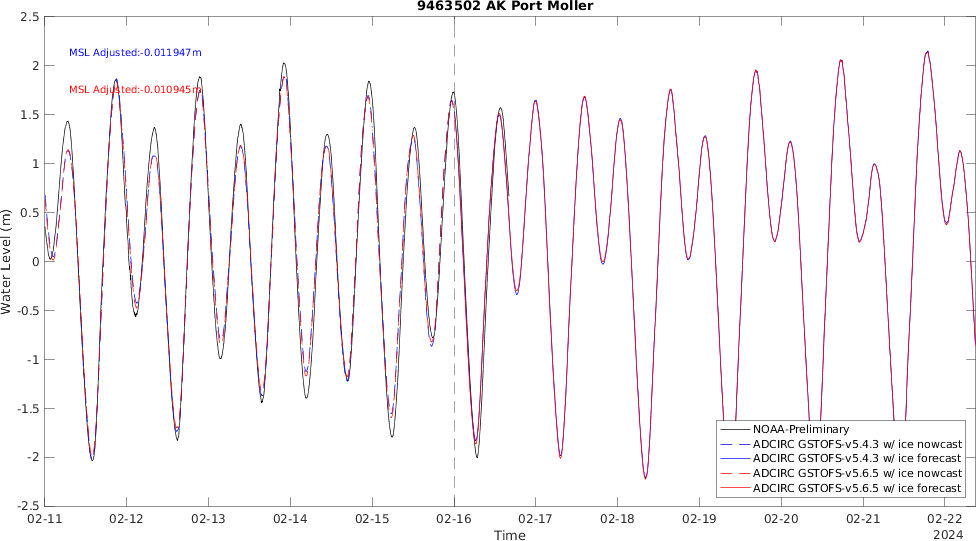 9463502 AK Port Moller
MSL Adjusted:-0.011947m
MSL Adjusted:-0.010945m
Water Level (m)
2.5
2
1.5
1
0.5
0
-0.5
-1
-1.5
-2
-2.5
NOAA-Preliminary
ADCIRC GSTOFS-v5.4.3 w/ ice nowcast
ADCIRC GSTOFS-v5.4.3 w/ ice forecast
ADCIRC GSTOFS-v5.6.5 w/ ice nowcast
ADCIRC GSTOFS-v5.6.5 w/ ice forecast
02-11 02-12 02-13 02-14 02-15 02-16 02-17 02-18 02-19 02-20 02-21 02-22
2024
Time